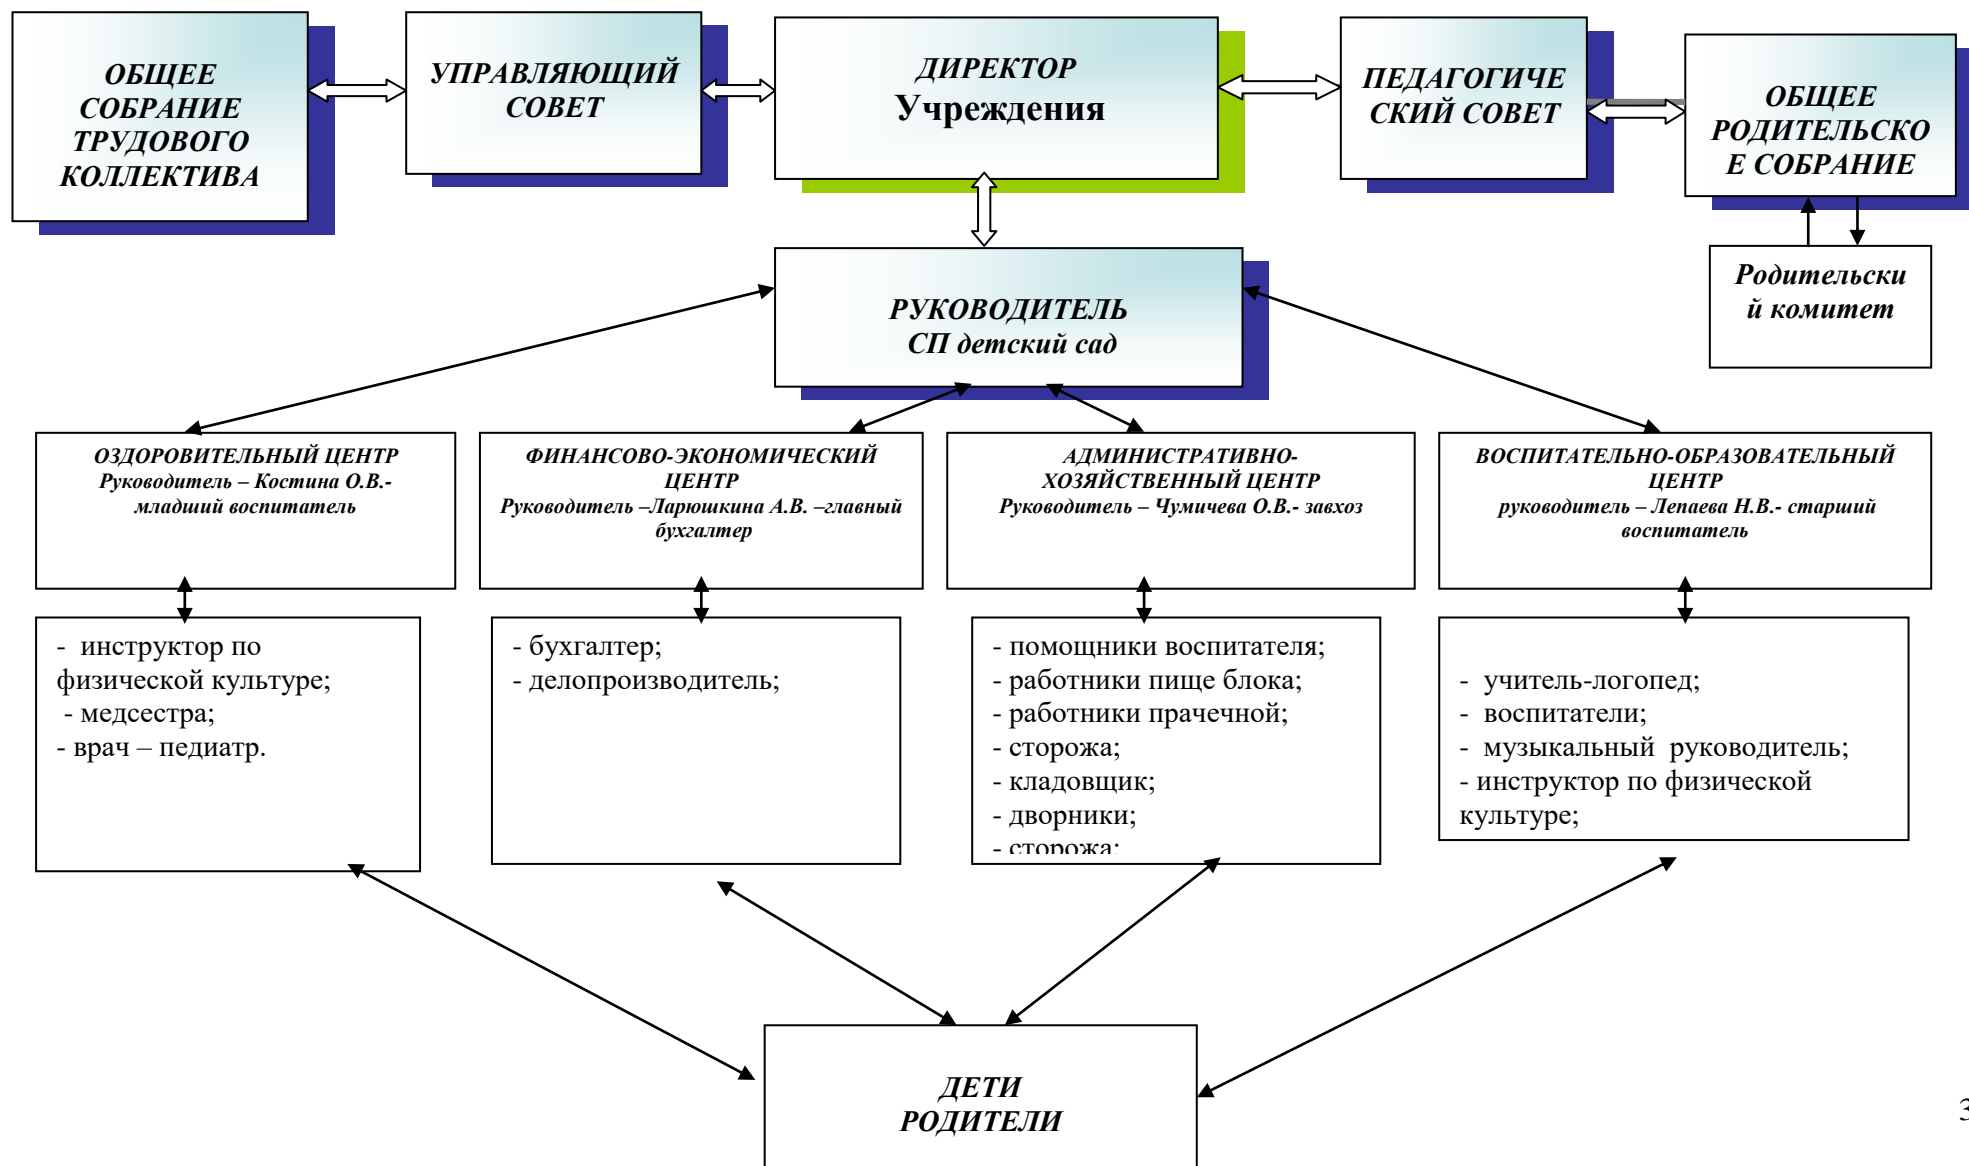 ОБЩЕЕ
СОБРАНИЕ
ТРУДОВОГО
КОЛЛЕКТИВА
УПРАВЛЯЮЩИЙ
СОВЕТ
ДИРЕКТОР
Учреждения
ПЕДАГОГИЧЕ
СКИЙ СОВЕТ
ОБЩЕЕ
РОДИТЕЛЬСКО
Е СОБРАНИЕ
Родительски
й комитет
РУКОВОДИТЕЛЬ
СП детский сад
ОЗДОРОВИТЕЛЬНЫЙ ЦЕНТР
Руководитель – Костина О.В.-
младший воспитатель
ФИНАНСОВО-ЭКОНОМИЧЕСКИЙ
ЦЕНТР
Руководитель –Ларюшкина А.В. –главный
бухгалтер
АДМИНИСТРАТИВНО-
ХОЗЯЙСТВЕННЫЙ ЦЕНТР
Руководитель – Чумичева О.В.- завхоз
ВОСПИТАТЕЛЬНО-ОБРАЗОВАТЕЛЬНЫЙ
ЦЕНТР
руководитель – Лепаева Н.В.- старший
воспитатель
- инструктор по
физической культуре;
- медсестра;
- врач – педиатр.
- бухгалтер;
- делопроизводитель;
- помощники воспитателя;
- работники пище блока;
- работники прачечной;
- сторожа;
- кладовщик;
- дворники;
- сторожа;
- учитель-логопед;
- воспитатели;
- музыкальный руководитель;
- инструктор по физической
культуре;
ДЕТИ
РОДИТЕЛИ
3